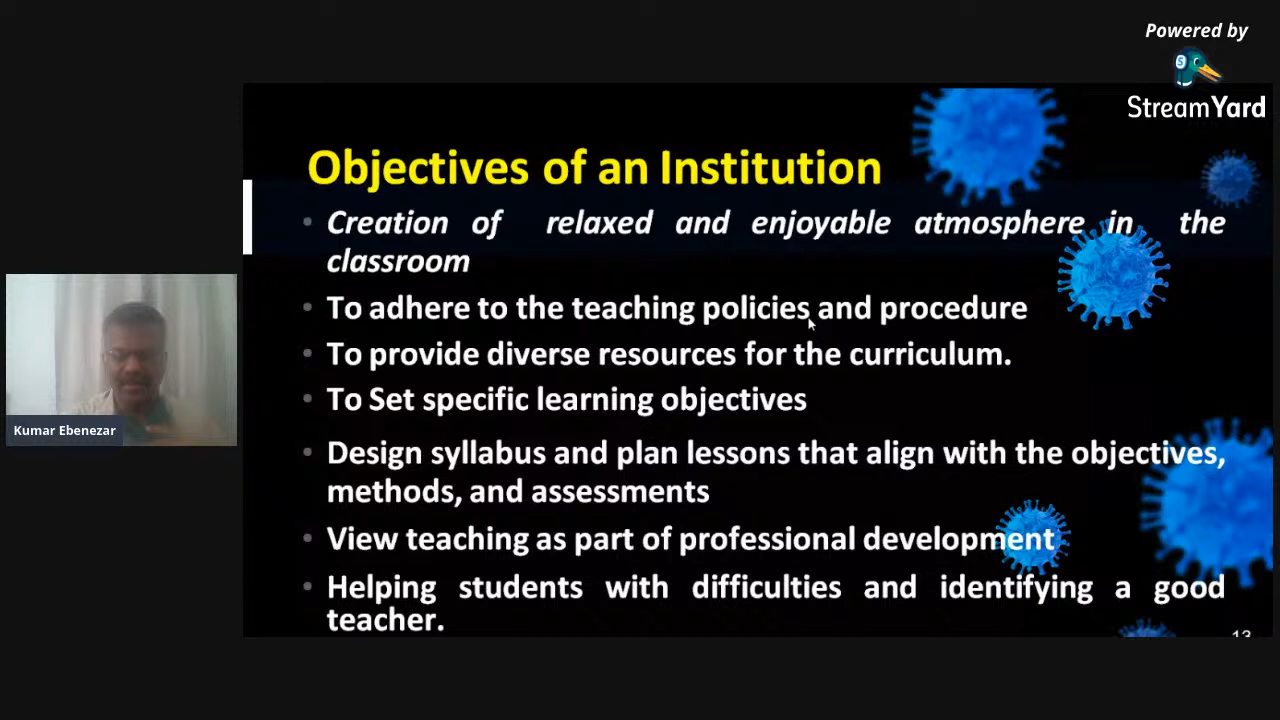 Powered by
StreamYard
Objectives of an Institution
• Creation of relaxed and enjoyable atmosphere in the
classroom
• To adhere to the teaching policies and procedure
• To provide diverse resources for the curriculum.
• To Set specific learning objectives
• Design syllabus and plan lessons that align with the objectives,
methods, and assessments
• View teaching as part of professional development
• Helping students with difficulties and identifying a good
teacher.
13
Kumar Ebenezar